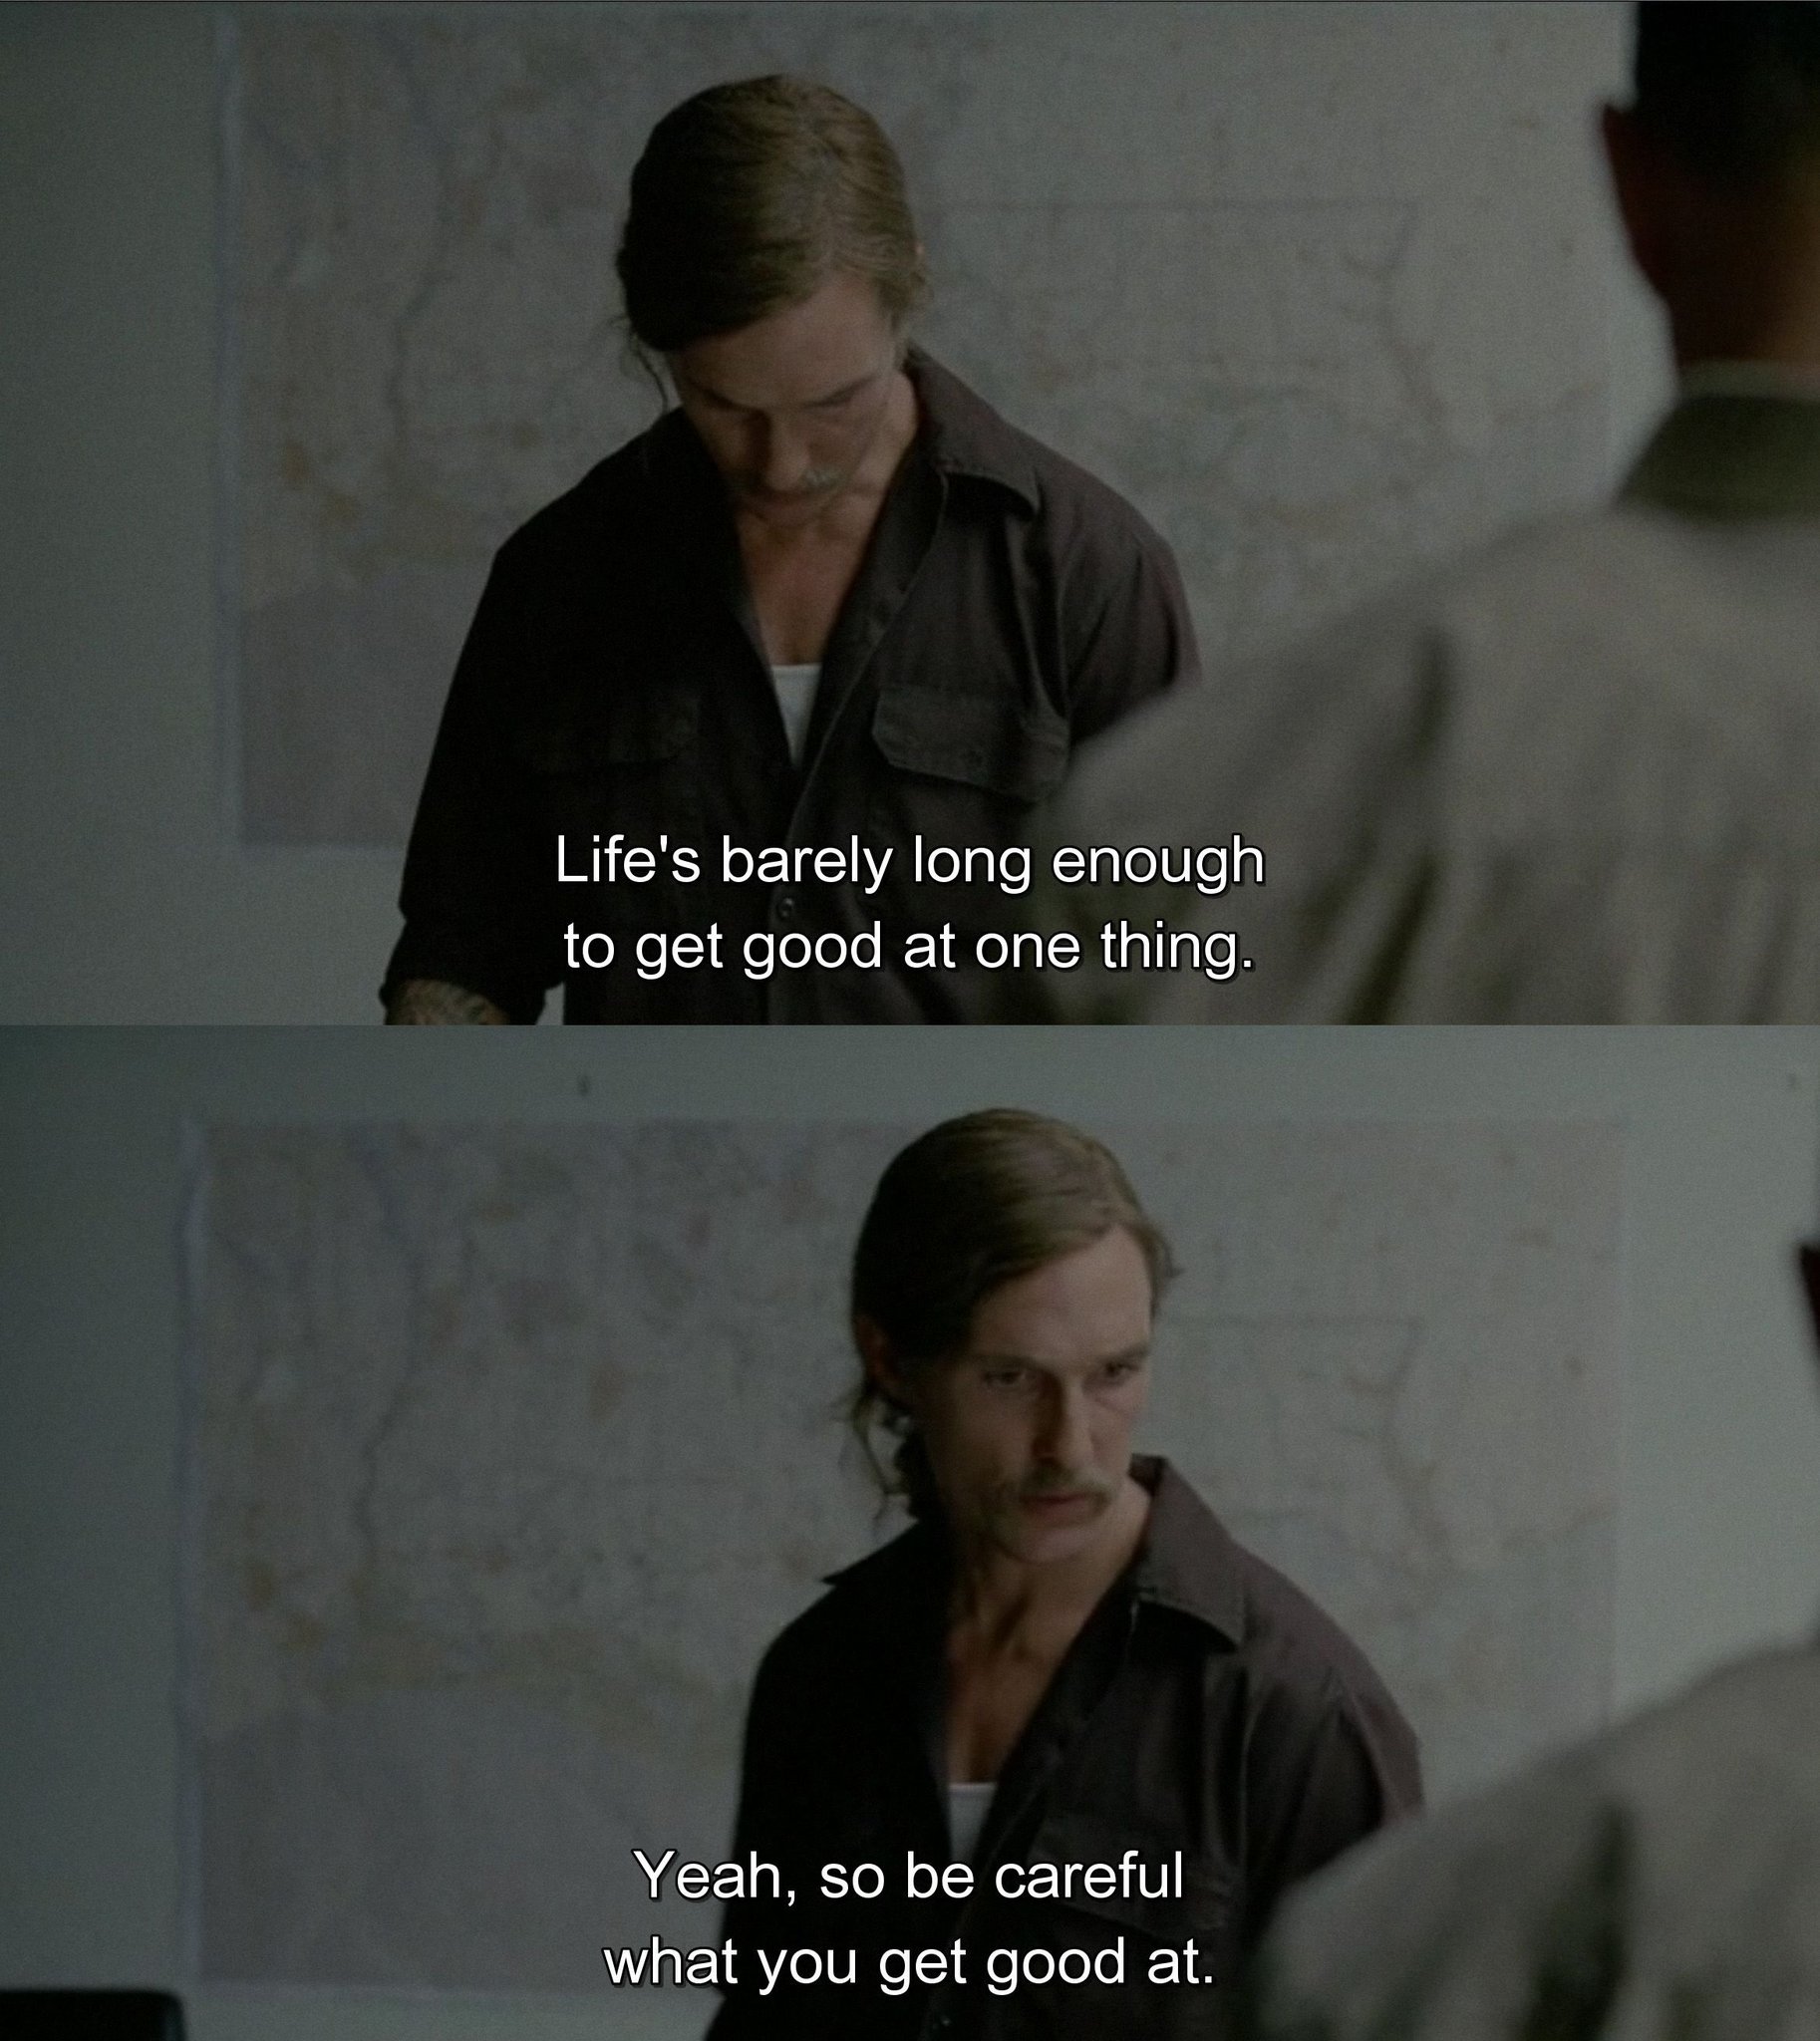 Life's barely long enough
to get good at one thing.
Yeah, so be careful
what you get good at.